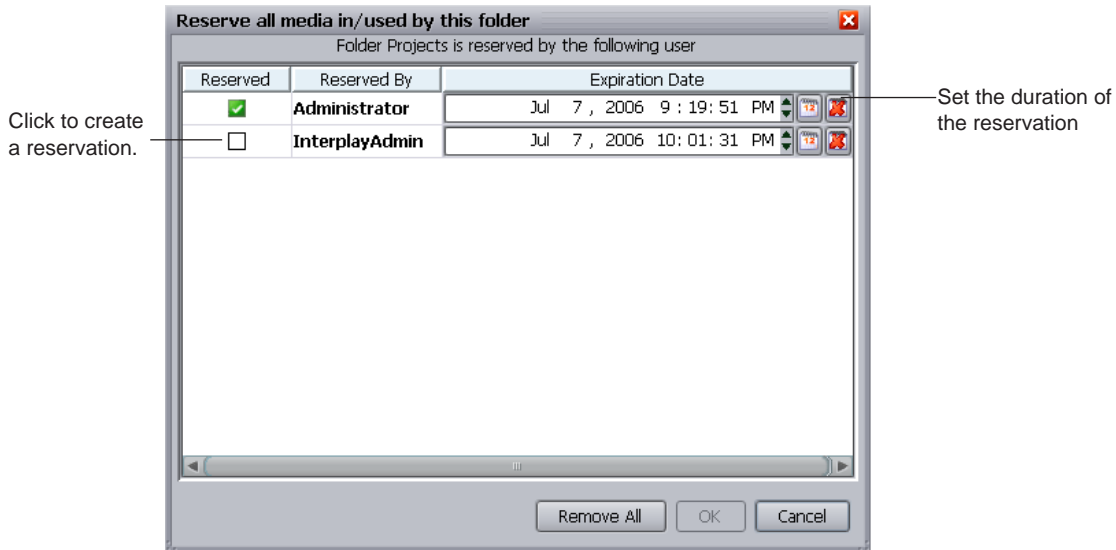 Reserve all media in/used by this folder
Folder Projects is reserved by the following user
Reserved Reserved By Expiration Date
Administrator Jul 7, 2006 9:19:51 PM 12
InterplayAdmin Jul 7, 2006 10:01:31 PM 12
Click to create
a reservation.
Set the duration of
the reservation
Remove All OK Cancel